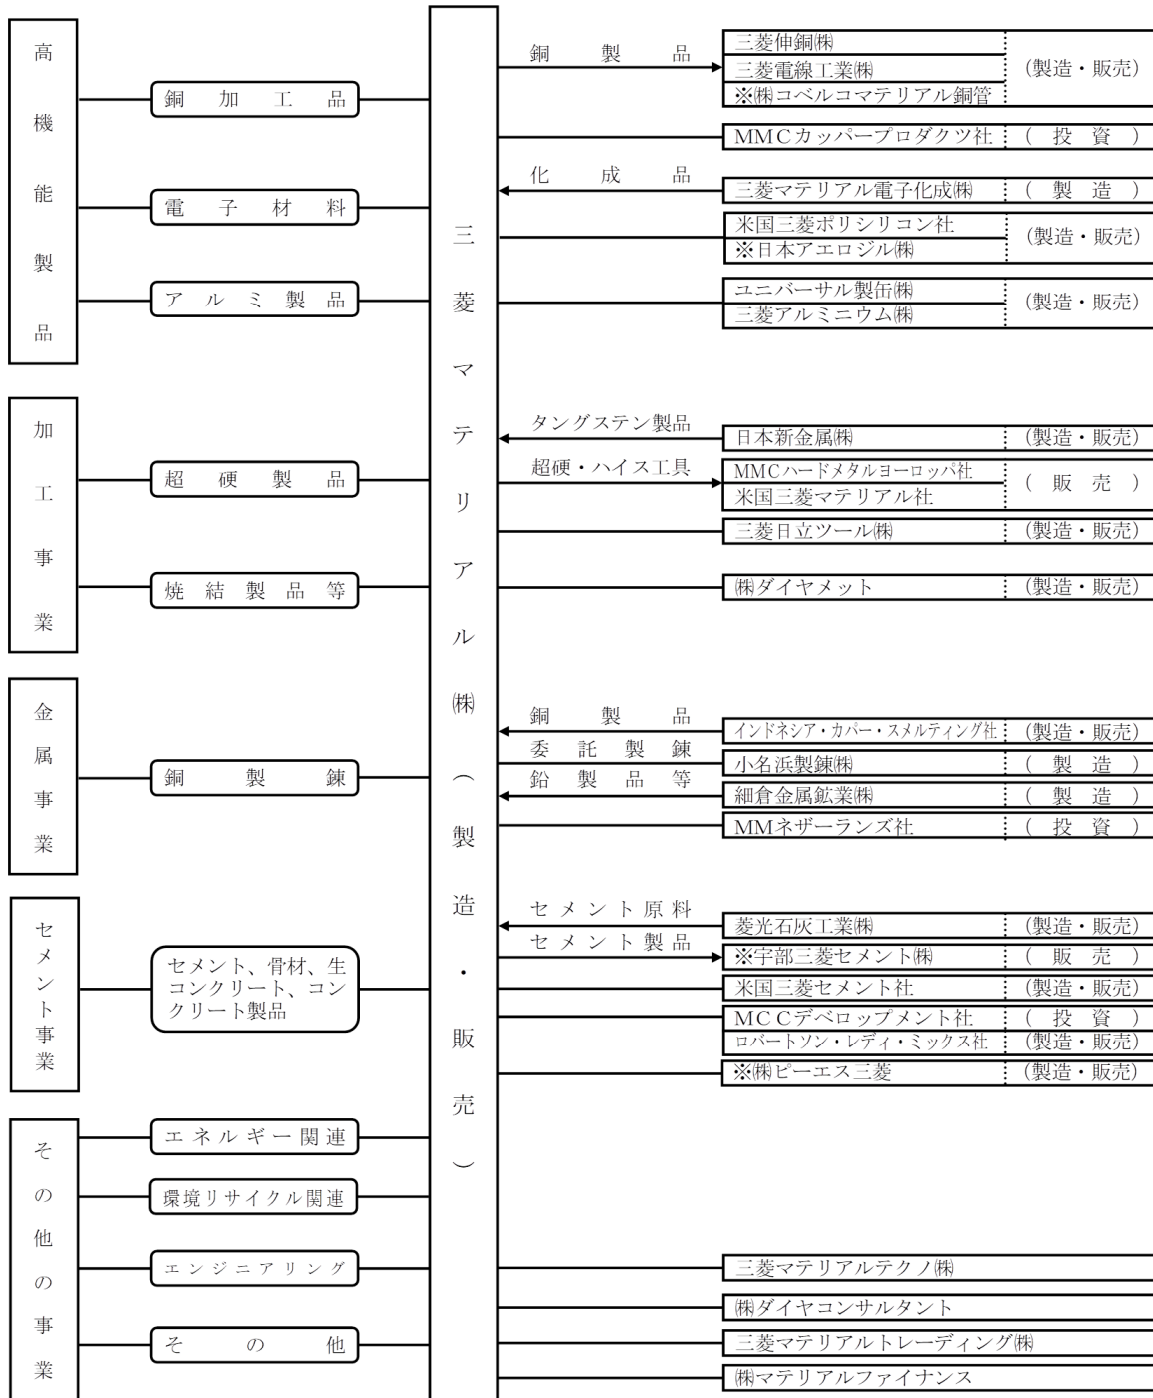 高機能製品
銅加工品
電子材料
アルミ製品
加工事業
超硬製品
焼結製品等
金属事業
銅製錬
セメント事業
セメント、骨材、生
コンクリート、コン
クリート製品
その他の事業
エネルギー関連
環境リサイクル関連
エンジニアリング
その他
三菱マテリアル㈱(製造・販売)
銅製品
三菱伸銅㈱
三菱電線工業㈱
※㈱コベルコマテリアル銅管
(製造・販売)
MMCカッパープロダクツ社 (投資)
化成品
三菱マテリアル電子化成㈱ (製造)
米国三菱ポリシリコン社
※日本アエロジル㈱
(製造・販売)
ユニバーサル製缶㈱
三菱アルミニウム㈱
(製造・販売)
タングステン製品
日本新金属㈱ (製造・販売)
超硬・ハイス工具
MMCハードメタルヨーロッパ社
米国三菱マテリアル社
(販売)
三菱日立ツール㈱ (製造・販売)
㈱ダイヤメット (製造・販売)
銅製品
インドネシア・カパー・スメルティング社 (製造・販売)
委託製錬
小名浜製錬㈱ (製造)
鉛製品等
細倉金属鉱業㈱ (製造)
MMネザーランズ社 (投資)
セメント原料
菱光石灰工業㈱ (製造・販売)
セメント製品
※宇部三菱セメント㈱ (販売)
米国三菱セメント社 (製造・販売)
MCCデベロップメント社 (投資)
ロバートソン・レディ・ミックス社 (製造・販売)
※㈱ピーエス三菱 (製造・販売)
三菱マテリアルテクノ㈱
㈱ダイヤコンサルタント
三菱マテリアルトレーディング㈱
㈱マテリアルファイナンス